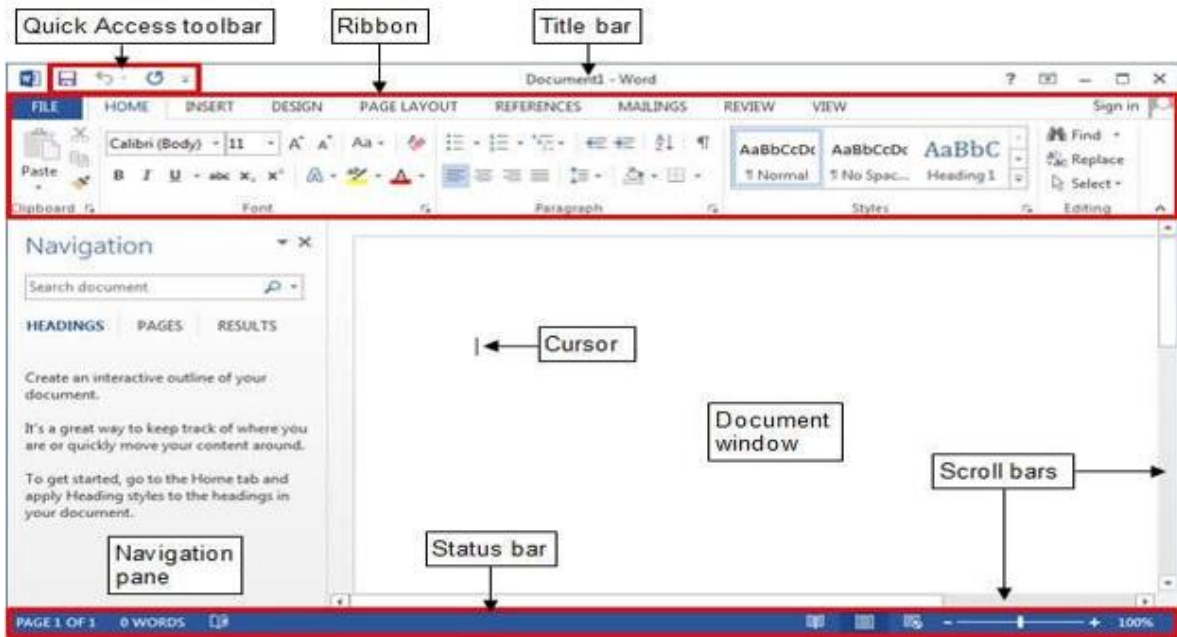 Quick Access toolbar
Ribbon
Title bar
Document1 - Word
?
FILE HOME INSERT DESIGN PAGE LAYOUT REFERENCES MAILINGS REVIEW VIEW Sign in
Calibri (Body) 11 A A Aa AaBbCcDc AaBbCcDc AaBbC Find
Paste Replace
B I U abc x₂ x² A A ¶ Normal ¶ No Spac... Heading 1 Select
Clipboard Font Paragraph Styles Editing
Navigation
Search document
HEADINGS PAGES RESULTS
Create an interactive outline of your
document.
It's a great way to keep track of where you
are or quickly move your content around.
To get started, go to the Home tab and
apply Heading styles to the headings in
your document.
Navigation
pane
Cursor
Document
window
Scroll bars
Status bar
PAGE 1 OF 1 0 WORDS - + 100%